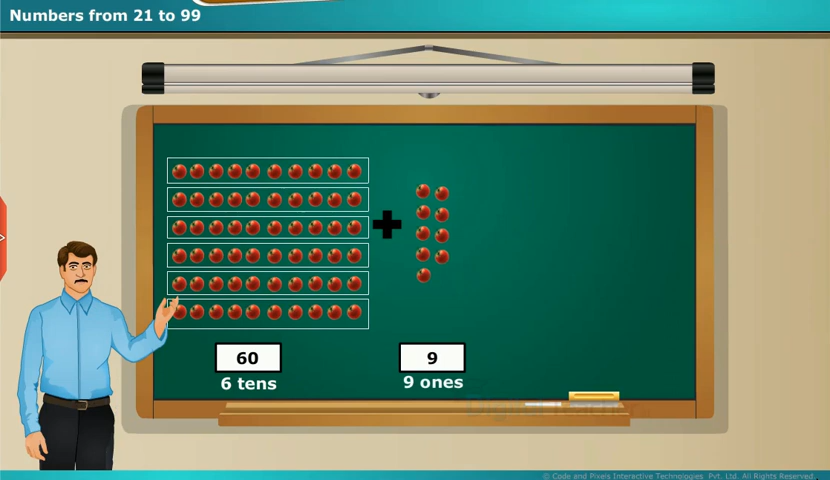 Numbers from 21 to 99
60
9
6 tens
9 ones
© Code and Pixels Interactive Technologies. Pvt. Ltd. All Rights Reserved.